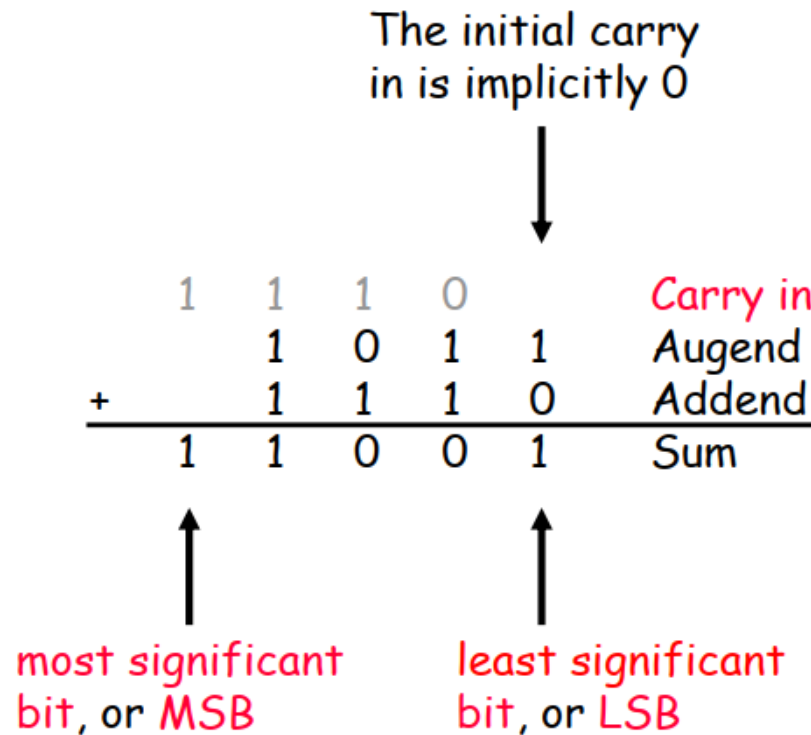 The initial carry
in is implicitly 0
1 1 1 0 Carry in
1 0 1 1 Augend
+ 1 1 1 0 Addend
1 1 0 0 1 Sum
most significant
bit, or MSB
least significant
bit, or LSB